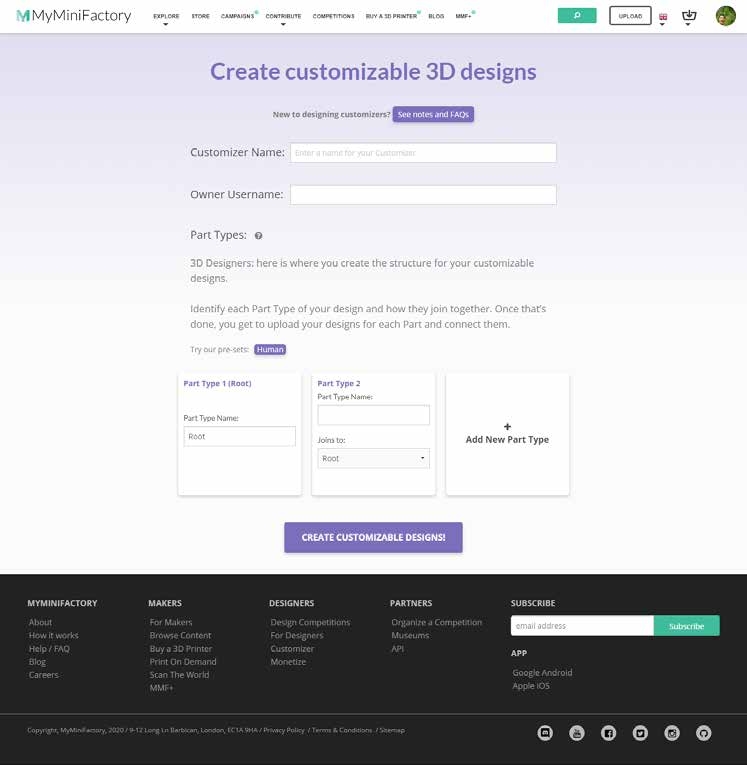 MyMiniFactory
EXPLORE STORE CAMPAIGNS CONTRIBUTE COMPETITIONS BUY A 3D PRINTER BLOG MMF+ UPLOAD
Create customizable 3D designs
New to designing customizers? See notes and FAQs
Customizer Name: Enter a name for your Customizer
Owner Username:
Part Types:
3D Designers: here is where you create the structure for your customizable
designs.
Identify each Part Type of your design and how they join together. Once that's
done, you get to upload your designs for each Part and connect them.
Try our pre-sets: Human
Part Type 1 (Root)
Part Type Name:
Root
Part Type 2
Part Type Name:
Joins to:
Root
+
Add New Part Type
CREATE CUSTOMIZABLE DESIGNS!
MYMINIFACTORY
About
How it works
Help / FAQ
Blog
Careers
MAKERS
For Makers
Browse Content
Buy a 3D Printer
Print On Demand
Scan The World
MMF+
DESIGNERS
Design Competitions
For Designers
Customizer
Monetize
PARTNERS
Organize a Competition
Museums
API
SUBSCRIBE
email address Subscribe
APP
Google Android
Apple iOS
Copyright, MyMiniFactory, 2020 / 9-12 Long Ln Barbican, London, EC1A 9HA / Privacy Policy / Terms & Conditions / Sitemap